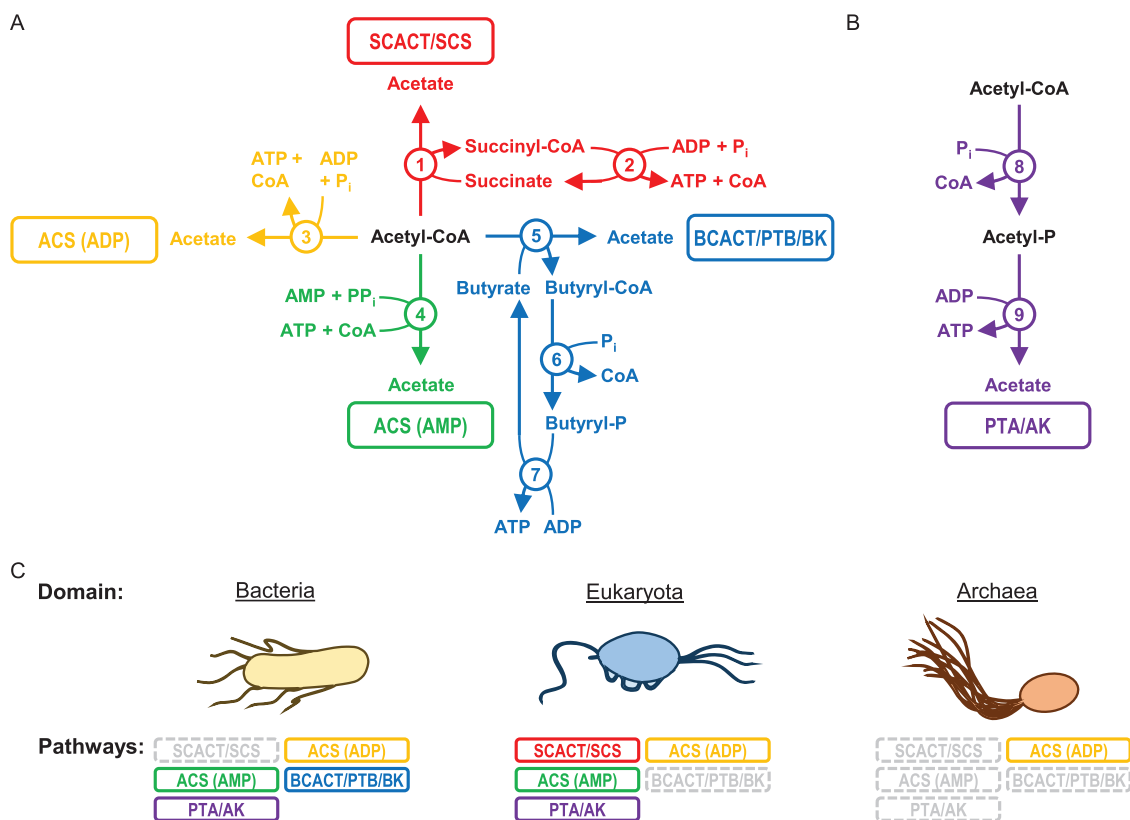 A
SCACT/SCS
Acetate
1
Succinyl-CoA
Succinate
2
ADP + Pi
ATP + CoA
ATP +
CoA
ADP
+ Pi
ACS (ADP)
Acetate
3
Acetyl-CoA
5
Acetate
BCACT/PTB/BK
AMP + PPi
ATP + CoA
4
Acetate
ACS (AMP)
Butyrate
Butyryl-CoA
6
Pi
CoA
Butyryl-P
7
ATP
ADP
B
Acetyl-CoA
Pi
CoA
8
Acetyl-P
ADP
ATP
9
Acetate
PTA/AK
C
Domain:
Bacteria
Eukaryota
Archaea
Pathways:
SCACT/SCS
ACS (ADP)
ACS (AMP)
BCACT/PTB/BK
PTA/AK
SCACT/SCS
ACS (ADP)
ACS (AMP)
BCACT/PTB/BK
PTA/AK
SCACT/SCS
ACS (ADP)
ACS (AMP)
BCACT/PTB/BK
PTA/AK